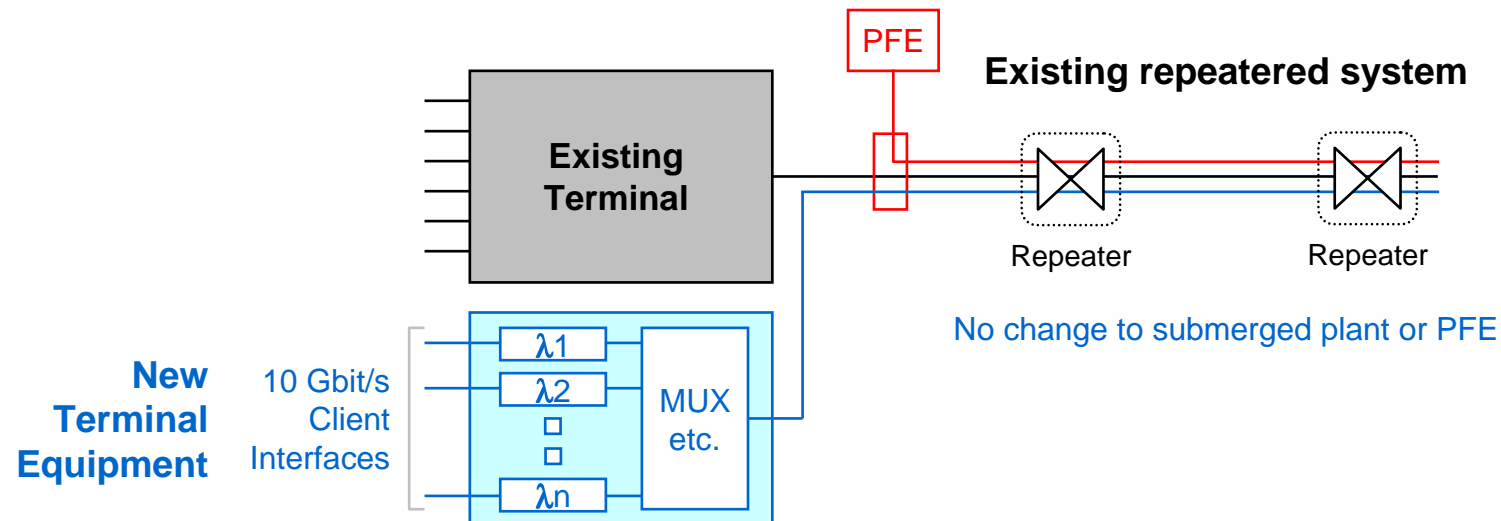 PFE
Existing repeatered system
Existing
Terminal
Repeater
Repeater
No change to submerged plant or PFE
New
Terminal
Equipment
10 Gbit/s
Client
Interfaces
λ1
λ2
λn
MUX
etc.